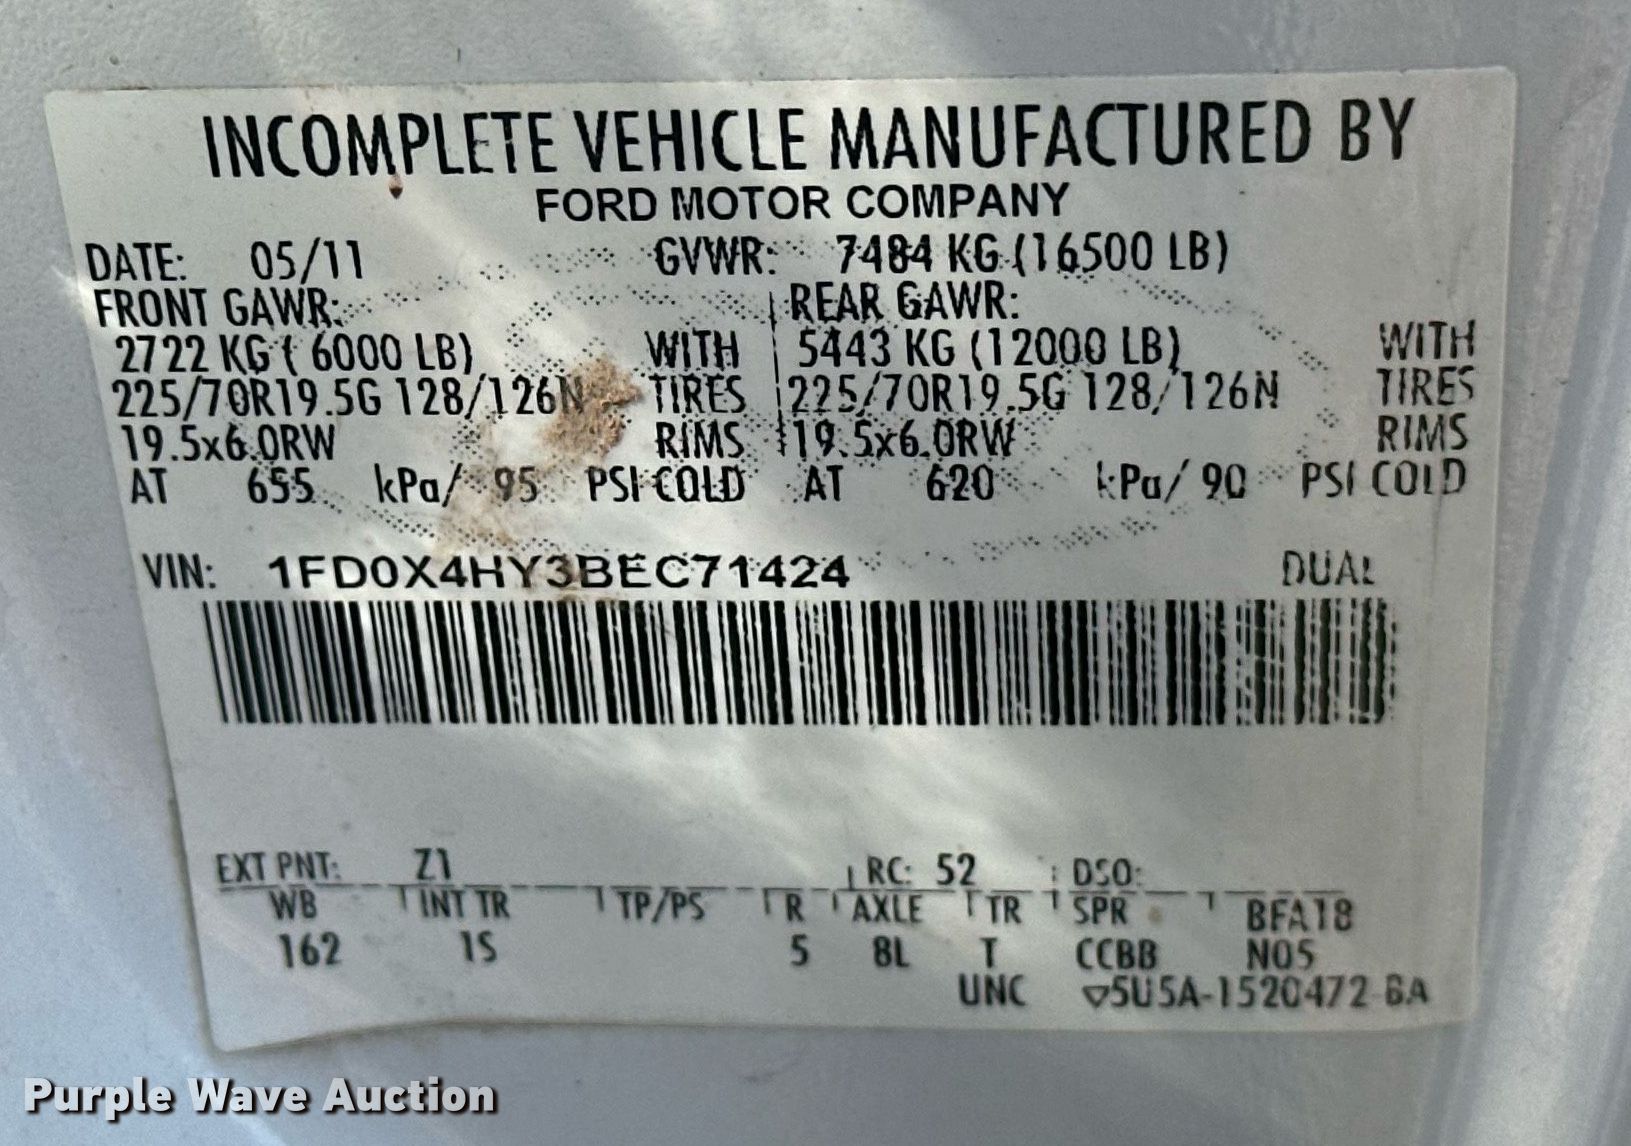 INCOMPLETE VEHICLE MANUFACTURED BY
FORD MOTOR COMPANY
DATE: 05/11 GVWR: 7484 KG (16500 LB)
FRONT GAWR: REAR GAWR:
2722 KG ( 6000 LB) WITH 5443 KG (12000 LB) WITH
225/70R19.5G 128/126N TIRES 225/70R19.5G 128/126N TIRES
19.5x6.0RW RIMS 19.5x6.0RW RIMS
AT 655 kPa/ 95 PSI COLD AT 620 kPa/ 90 PSI COLD
VIN: 1FD0X4HY3BEC71424 DUAL
EXT PNT: Z1 RC: 52 DSO:
WB INT TR TP/PS R AXLE TR SPR BFA18
162 1S 5 8L T CCBB N05
UNC ▽5U5A-1520472-BA
Purple Wave Auction